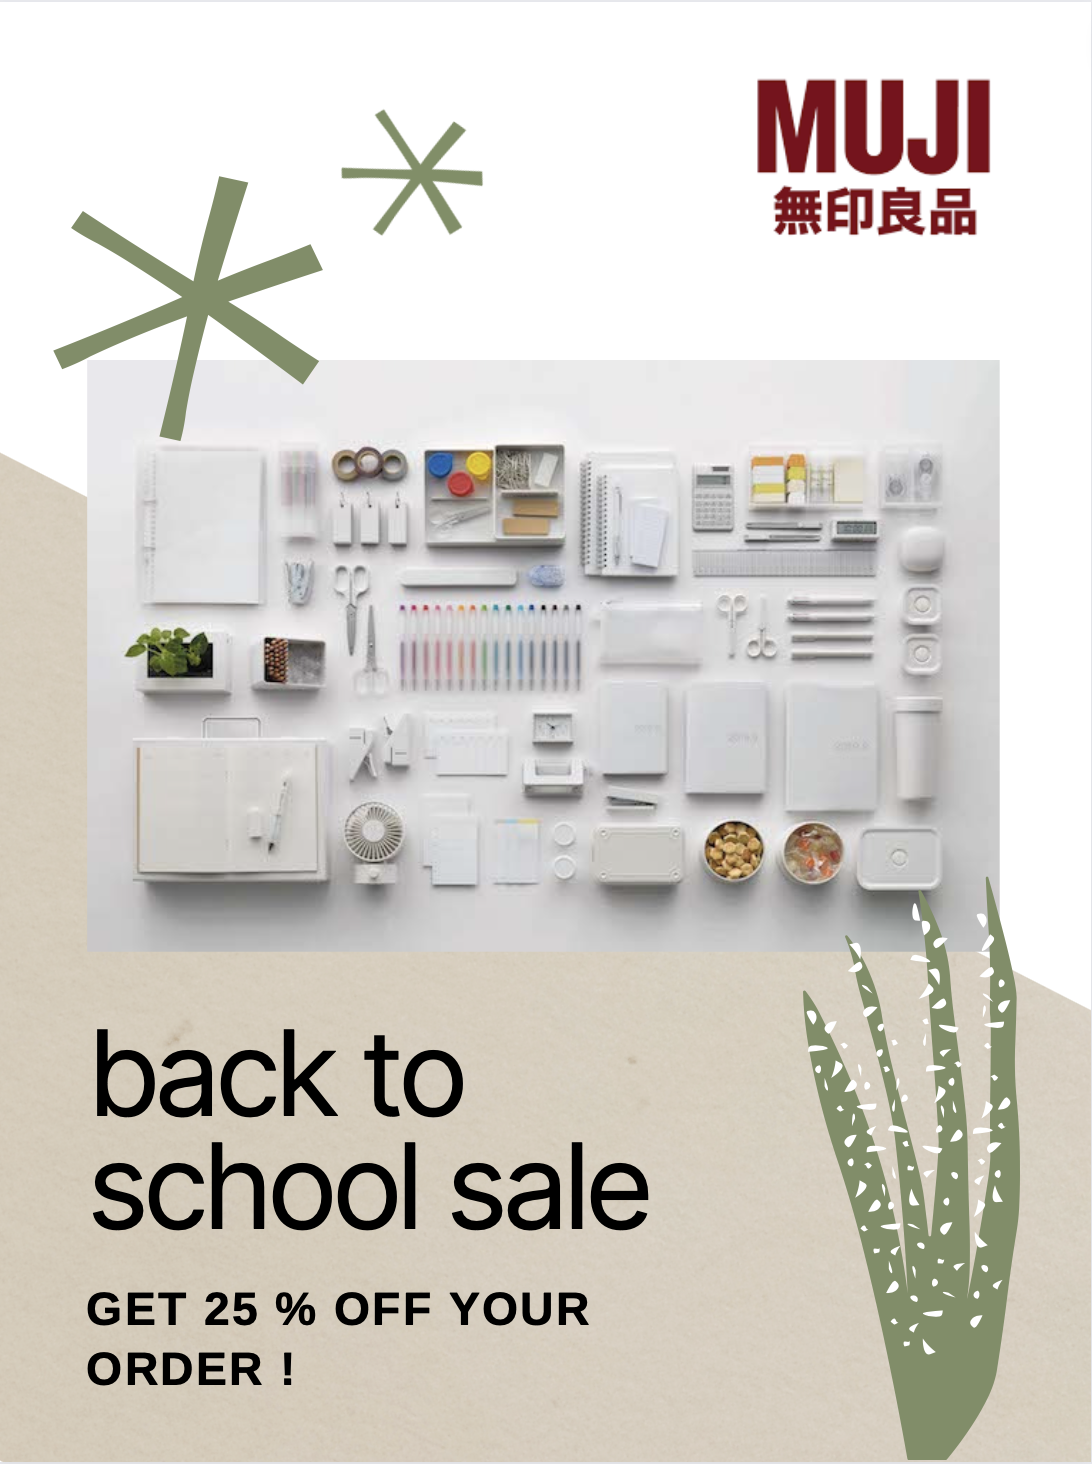 MUJI
無印良品
back to
school sale
GET 25 % OFF YOUR
ORDER !